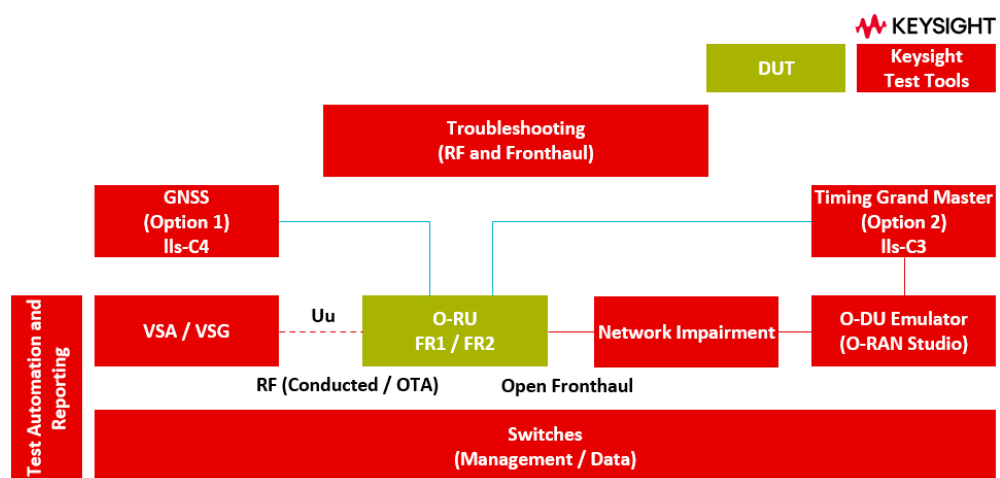 KEYSIGHT
DUT
Keysight
Test Tools
Troubleshooting
(RF and Fronthaul)
GNSS
(Option 1)
lls-C4
Timing Grand Master
(Option 2)
lls-C3
Test Automation and
Reporting
VSA / VSG
Uu
O-RU
FR1 / FR2
Network Impairment
O-DU Emulator
(O-RAN Studio)
RF (Conducted / OTA)
Open Fronthaul
Switches
(Management / Data)